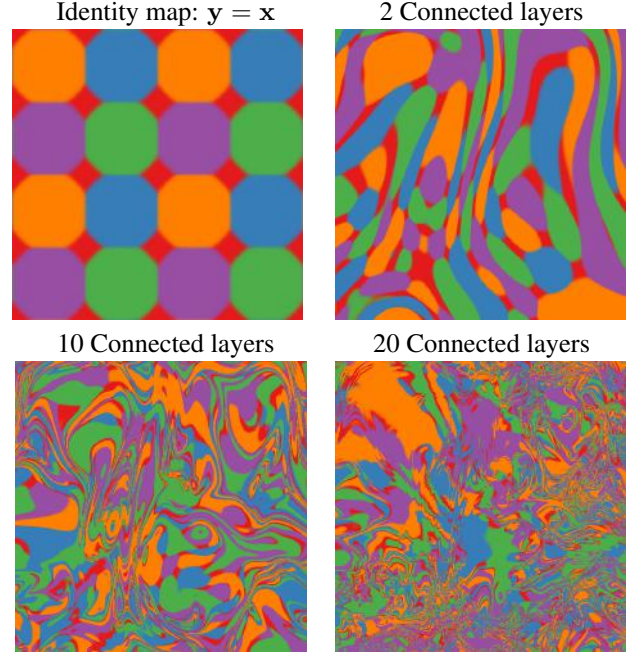 Identity map: y = x
2 Connected layers
10 Connected layers
20 Connected layers